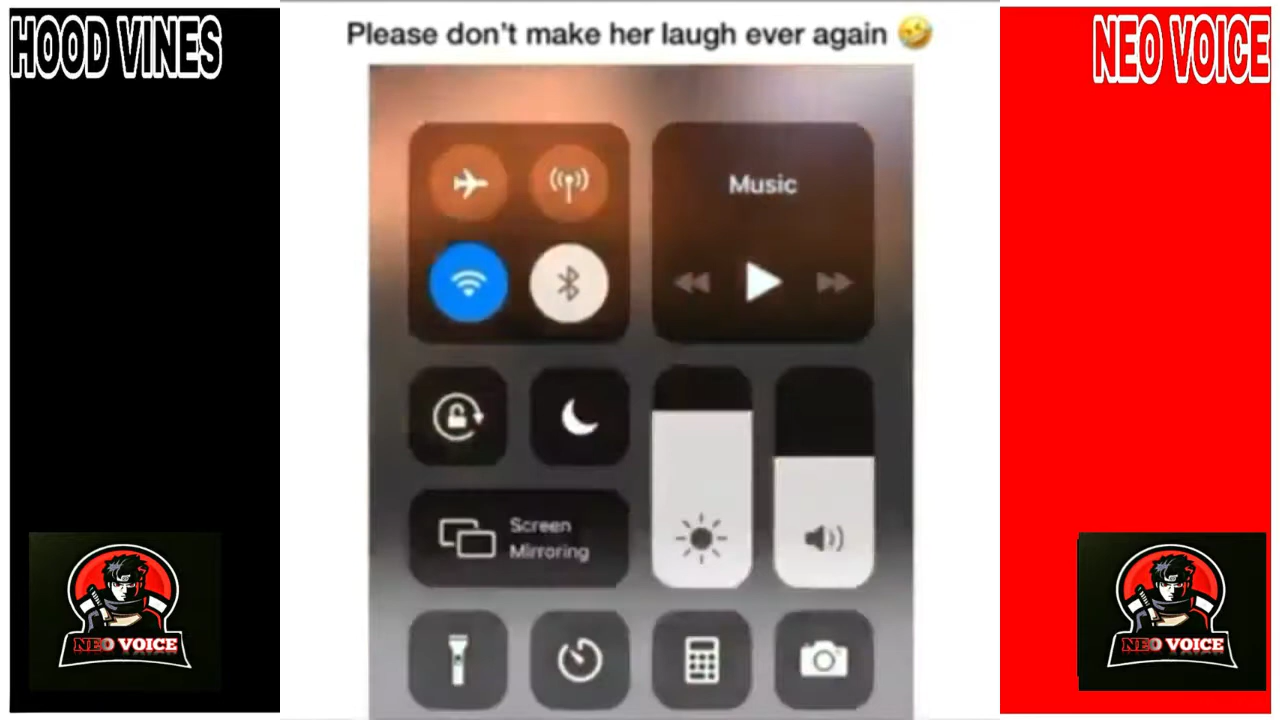 HOOD VINES
Please don't make her laugh ever again 🤣
NEO VOICE
Music
Screen
Mirroring
NEO VOICE
NEO VOICE